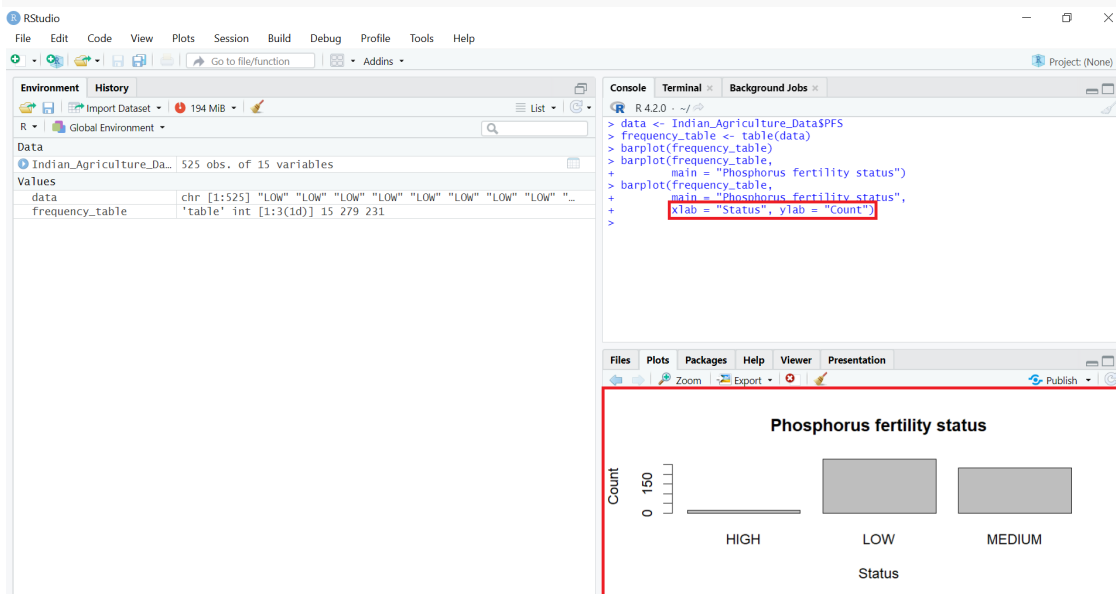 RStudio
File Edit Code View Plots Session Build Debug Profile Tools Help
Go to file/function Addins Project: (None)
Environment History
Import Dataset 194 MiB List
R Global Environment
Data
Indian_Agriculture_Da… 525 obs. of 15 variables
Values
data chr [1:525] "LOW" "LOW" "LOW" "LOW" "LOW" "LOW" "LOW" "LOW" "…
frequency_table 'table' int [1:3(1d)] 15 279 231
Console Terminal Background Jobs
R 4.2.0 · ~/
> data <- Indian_Agriculture_Data$PFS
> frequency_table <- table(data)
> barplot(frequency_table)
> barplot(frequency_table,
+ main = "Phosphorus fertility status")
> barplot(frequency_table,
+ main = "Phosphorus fertility status",
+ xlab = "Status", ylab = "Count")
>
Files Plots Packages Help Viewer Presentation
Zoom Export Publish
Phosphorus fertility status
Count
150
0
HIGH LOW MEDIUM
Status